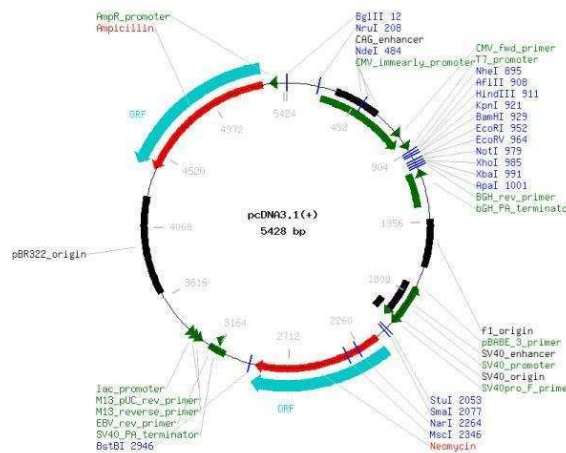 AmpR_promoter
Ampicillin
ORF
BglII 12
NruI 208
CAG_enhancer
NdeI 484
CMV_immearly_promoter
CMV_fwd_primer
T7_promoter
NheI 895
AflII 908
HindIII 911
KpnI 921
BamHI 929
EcoRI 952
EcoRV 964
NotI 979
XhoI 985
XbaI 991
ApaI 1001
BGH_rev_primer
bGH_PA_terminator
5424
452
904
1356
1808
2260
2712
3164
3616
4068
4520
4972
pcDNA3.1(+)
5428 bp
pBR322_origin
f1_origin
pBABE_3_primer
SV40_enhancer
SV40_promoter
SV40_origin
SV40pro_F_prime
StuI 2053
SmaI 2077
NarI 2264
MscI 2346
Neomycin
ORF
lac_promoter
M13_pUC_rev_primer
M13_reverse_primer
EBV_rev_primer
SV40_PA_terminator
BstBI 2946